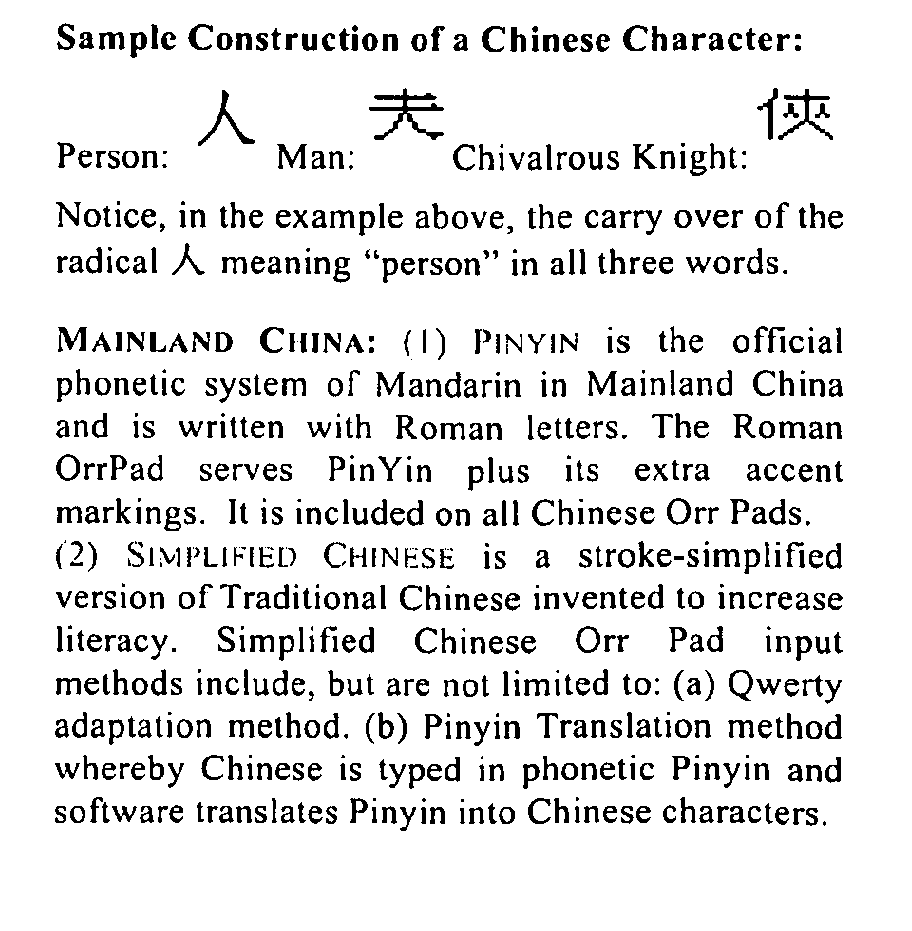 Sample Construction of a Chinese Character:
Person: 人 Man: 夫 Chivalrous Knight: 俠
Notice, in the example above, the carry over of the
radical 人 meaning “person” in all three words.
MAINLAND CHINA: (1) PINYIN is the official
phonetic system of Mandarin in Mainland China
and is written with Roman letters. The Roman
OrrPad serves PinYin plus its extra accent
markings. It is included on all Chinese Orr Pads.
(2) SIMPLIFIED CHINESE is a stroke-simplified
version of Traditional Chinese invented to increase
literacy. Simplified Chinese Orr Pad input
methods include, but are not limited to: (a) Qwerty
adaptation method. (b) Pinyin Translation method
whereby Chinese is typed in phonetic Pinyin and
software translates Pinyin into Chinese characters.